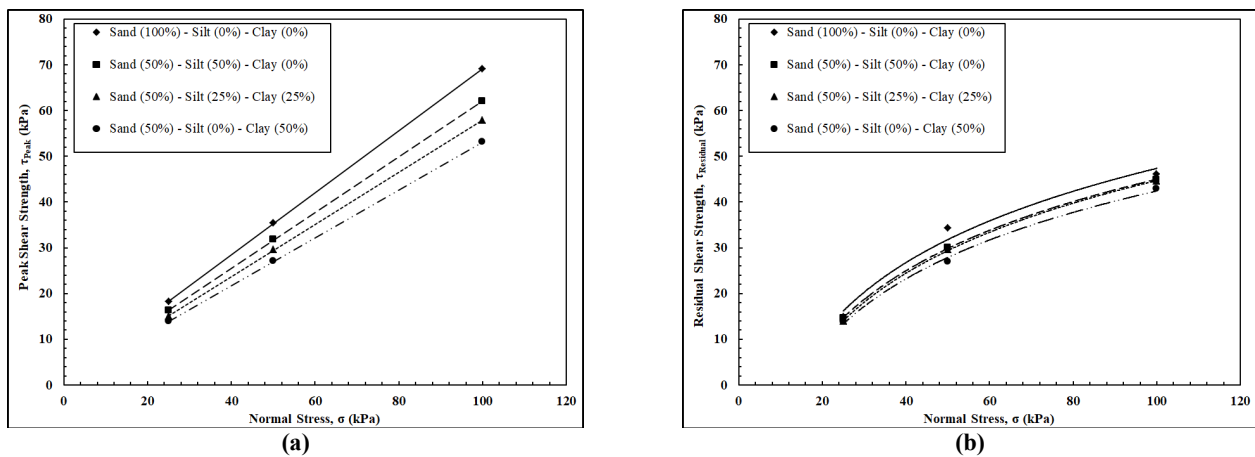 80
70
60
50
40
30
20
10
0
Peak Shear Strength, τPeak (kPa)
Sand (100%) - Silt (0%) - Clay (0%)
Sand (50%) - Silt (50%) - Clay (0%)
Sand (50%) - Silt (25%) - Clay (25%)
Sand (50%) - Silt (0%) - Clay (50%)
0 20 40 60 80 100 120
Normal Stress, σ (kPa)
(a)
80
70
60
50
40
30
20
10
0
Residual Shear Strength, τResidual (kPa)
Sand (100%) - Silt (0%) - Clay (0%)
Sand (50%) - Silt (50%) - Clay (0%)
Sand (50%) - Silt (25%) - Clay (25%)
Sand (50%) - Silt (0%) - Clay (50%)
0 20 40 60 80 100 120
Normal Stress, σ (kPa)
(b)